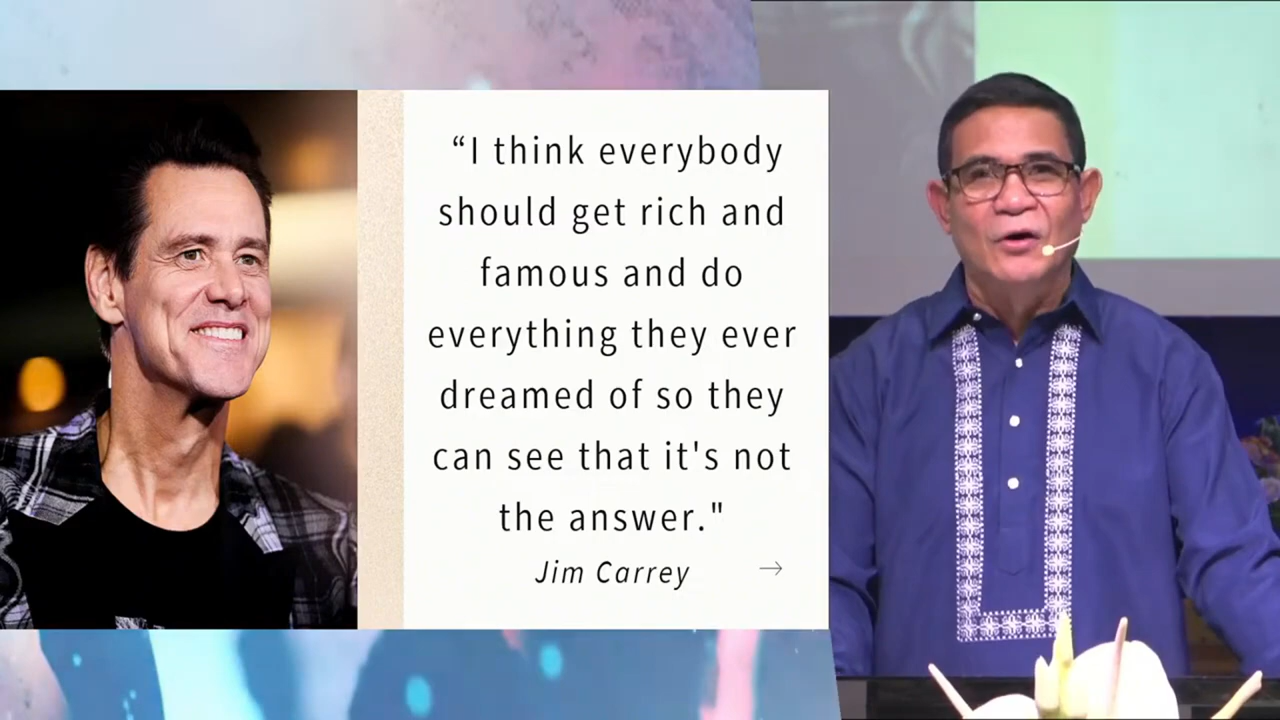 “I think everybody
should get rich and
famous and do
everything they ever
dreamed of so they
can see that it's not
the answer."
Jim Carrey